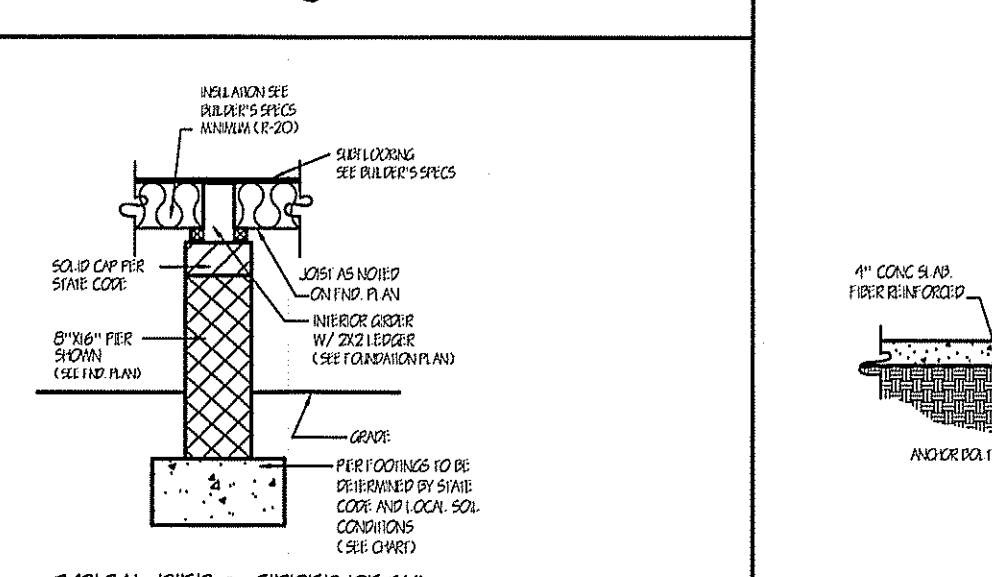 INSULATION SEE
BUILDER'S SPECS
MINIMUM (R-20)
SUBFLOORING
SEE BUILDER'S SPECS
SOLID CAP PER
STATE CODE
JOIST AS NOTED
ON FND. PLAN
8"X16" PIER
SHOWN
(SEE FND. PLAN)
INTERIOR GIRDER
W/ 2X2 LEDGER
(SEE FOUNDATION PLAN)
GRADE
PIER FOOTINGS TO BE
DETERMINED BY STATE
CODE AND LOCAL SOIL
CONDITIONS
(SEE CHART)
4" CONC SLAB.
FIBER REINFORCED
ANCHOR BOLT